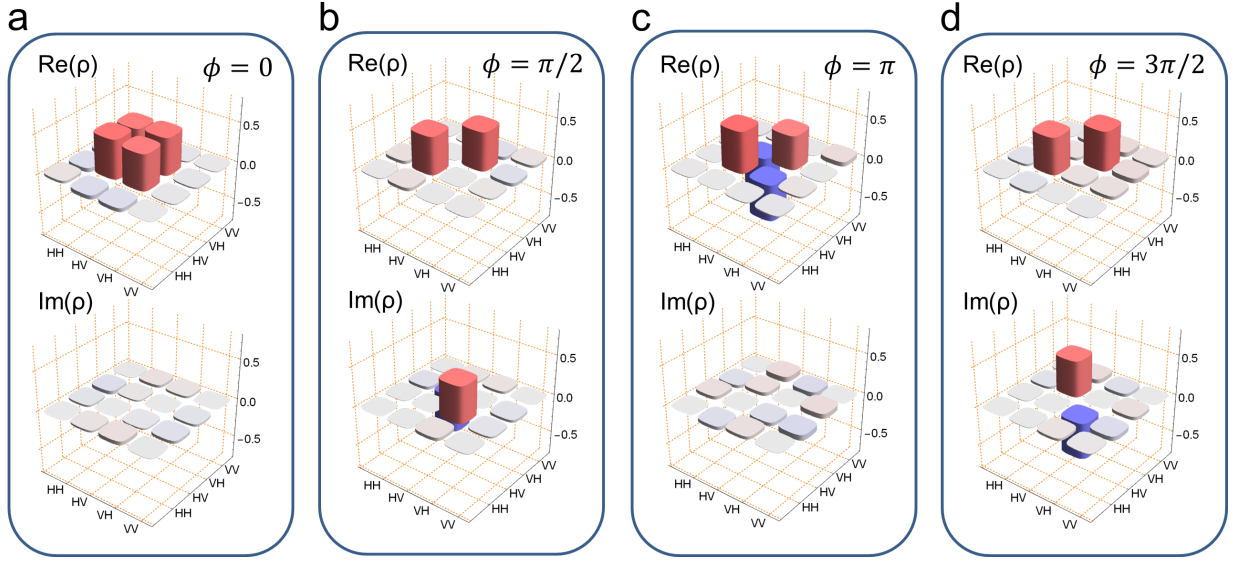 a
b
c
d
Re(ρ)
ϕ = 0
Re(ρ)
ϕ = π/2
Re(ρ)
ϕ = π
Re(ρ)
ϕ = 3π/2
0.5
0.0
−0.5
HH
HV
VH
VV
HH
HV
VH
VV
0.5
0.0
−0.5
HH
HV
VH
VV
HH
HV
VH
VV
0.5
0.0
−0.5
HH
HV
VH
VV
HH
HV
VH
VV
0.5
0.0
−0.5
HH
HV
VH
VV
HH
HV
VH
VV
Im(ρ)
Im(ρ)
Im(ρ)
Im(ρ)
0.5
0.0
−0.5
HH
HV
VH
VV
HH
HV
VH
VV
0.5
0.0
−0.5
HH
HV
VH
VV
HH
HV
VH
VV
0.5
0.0
−0.5
HH
HV
VH
VV
HH
HV
VH
VV
0.5
0.0
−0.5
HH
HV
VH
VV
HH
HV
VH
VV